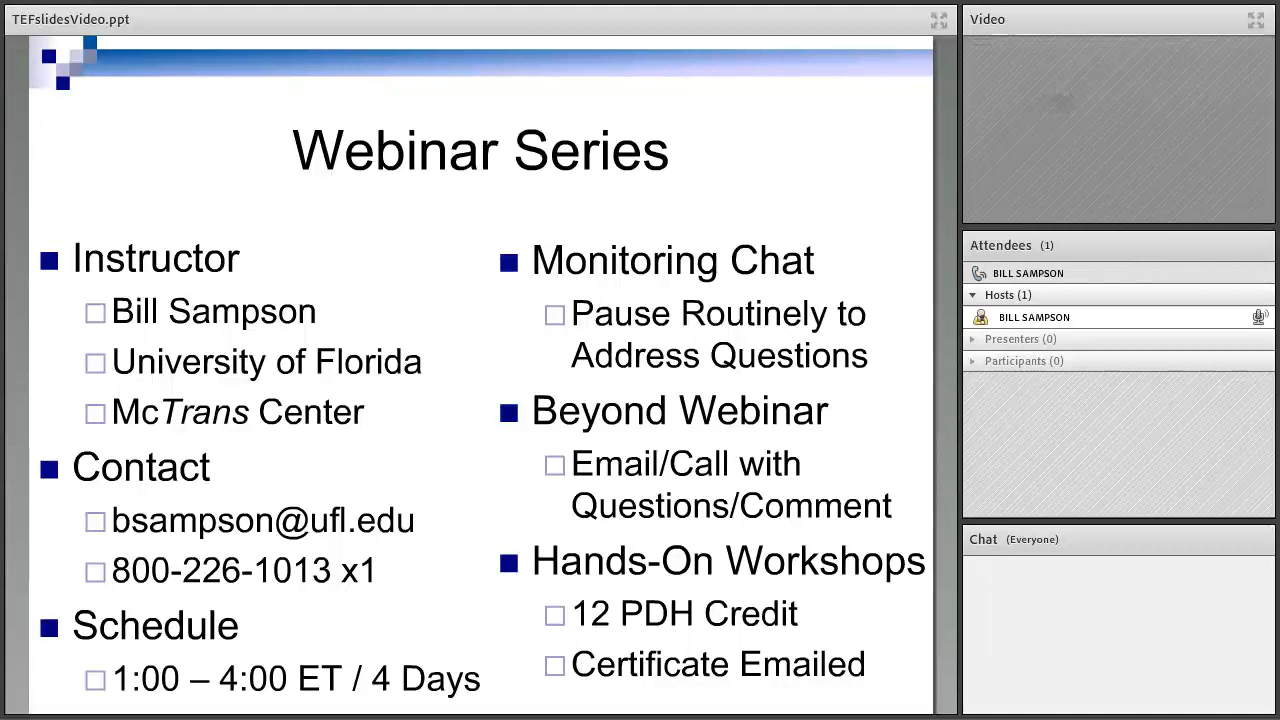 TEFslidesVideo.ppt
Webinar Series
Instructor
Bill Sampson
University of Florida
McTrans Center
Contact
bsampson@ufl.edu
800-226-1013 x1
Schedule
1:00 – 4:00 ET / 4 Days
Monitoring Chat
Pause Routinely to
Address Questions
Beyond Webinar
Email/Call with
Questions/Comment
Hands-On Workshops
12 PDH Credit
Certificate Emailed
Video
Attendees (1)
BILL SAMPSON
Hosts (1)
BILL SAMPSON
Presenters (0)
Participants (0)
Chat (Everyone)